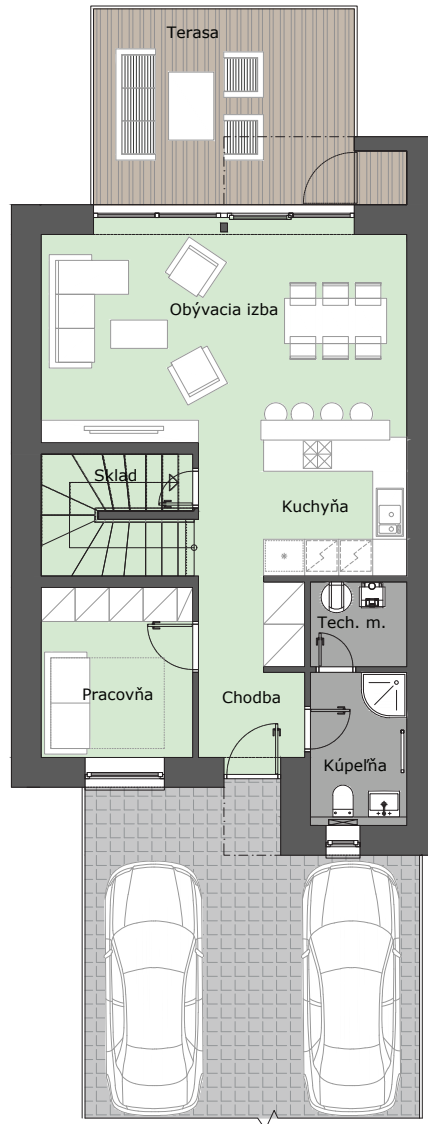 Terasa
Obývacia izba
Sklad
Kuchyňa
Tech. m.
Pracovňa
Chodba
Kúpeľňa